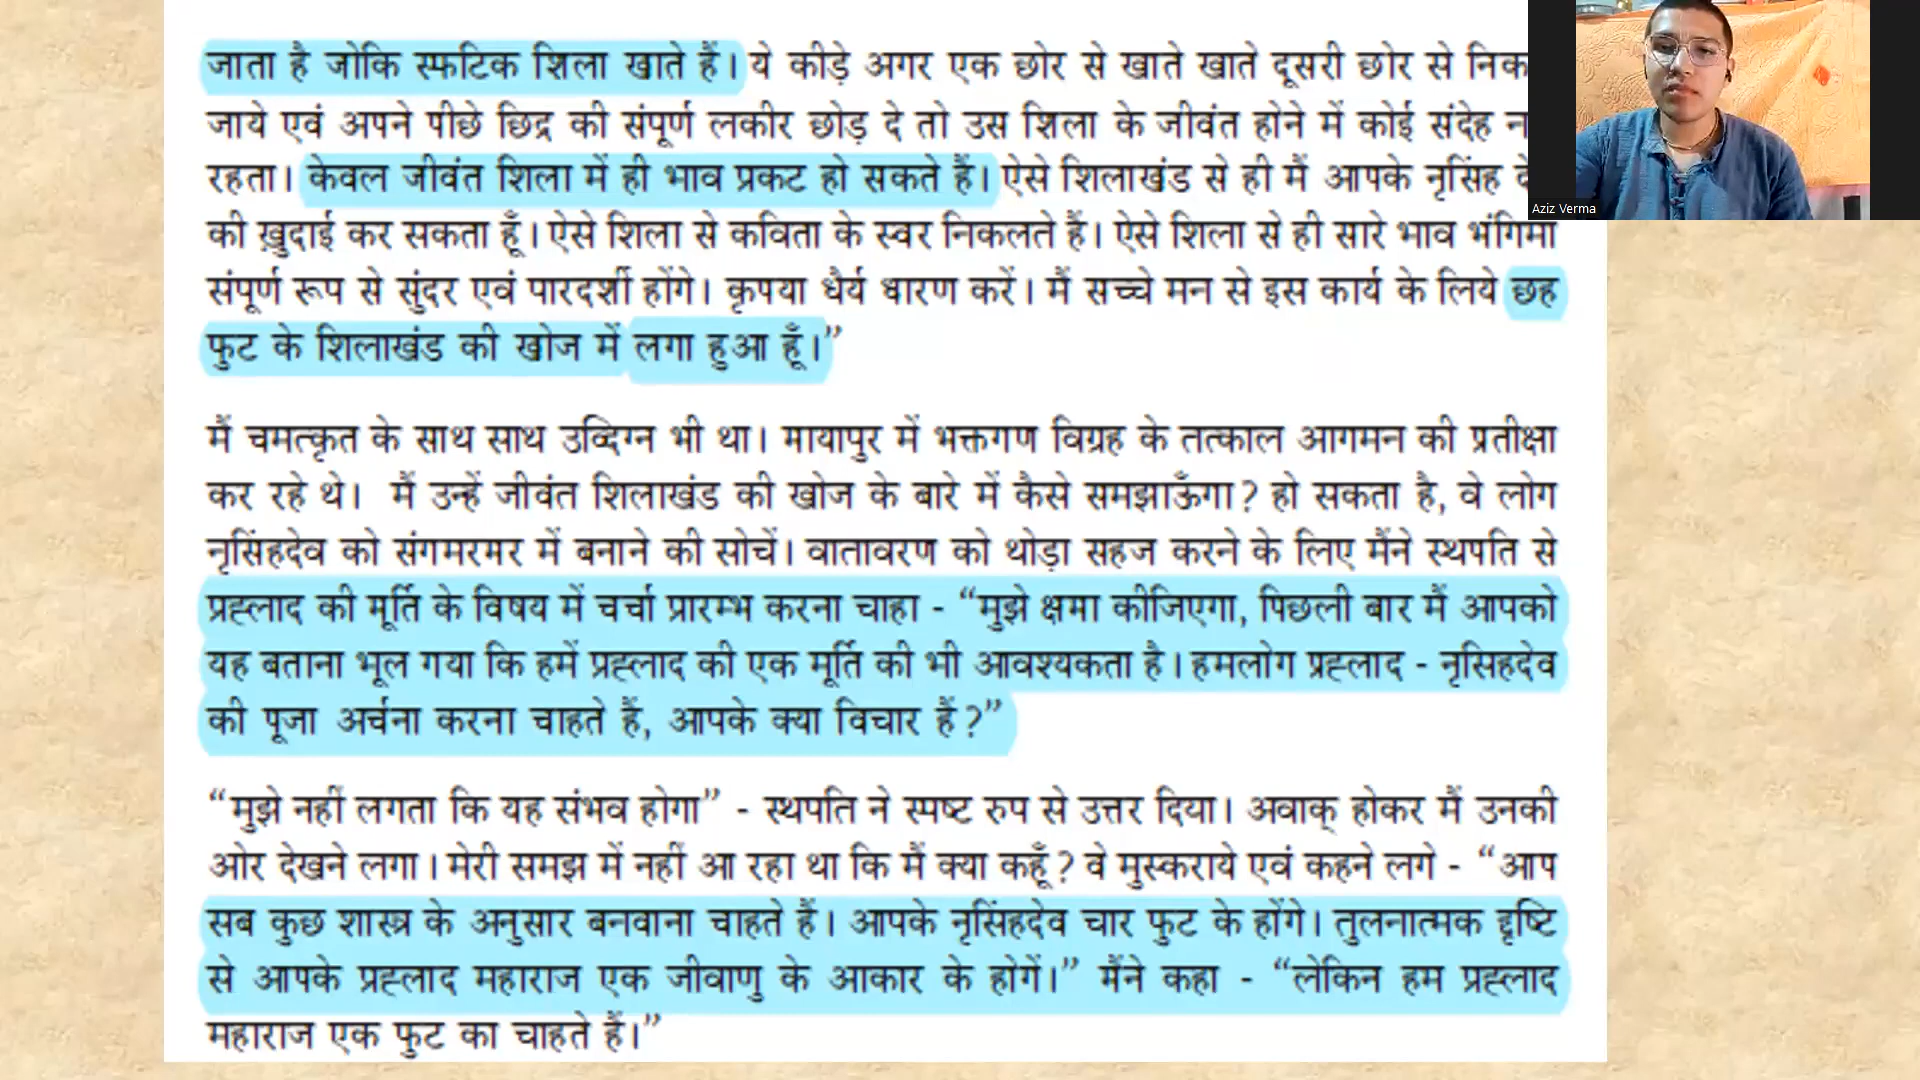 जाता है जोकि स्फटिक शिला खाते हैं। ये कीड़े अगर एक छोर से खाते खाते दूसरी छोर से
जाये एवं अपने पीछे छिद्र की संपूर्ण लकीर छोड़ दे तो उस शिला के जीवंत होने में कोई संदेह
रहता। केवल जीवंत शिला में ही भाव प्रकट हो सकते हैं। ऐसे शिलाखंड से ही मैं आपके नृसिंह
की ख़ुदाई कर सकता हूँ। ऐसे शिला से कविता के स्वर निकलते हैं। ऐसे शिला से ही सारे भाव भंगिमा
संपूर्ण रूप से सुंदर एवं पारदर्शी होंगे। कृपया धैर्य धारण करें। मैं सच्चे मन से इस कार्य के लिये छह
फुट के शिलाखंड की खोज में लगा हुआ हूँ।”
मैं चमत्कृत के साथ साथ उव्दिग्न भी था। मायापुर में भक्तगण विग्रह के तत्काल आगमन की प्रतीक्षा
कर रहे थे। मैं उन्हें जीवंत शिलाखंड की खोज के बारे में कैसे समझाऊँगा? हो सकता है, वे लोग
नृसिंहदेव को संगमरमर में बनाने की सोचें। वातावरण को थोड़ा सहज करने के लिए मैंने स्थपति से
प्रह्लाद की मूर्ति के विषय में चर्चा प्रारम्भ करना चाहा - “मुझे क्षमा कीजिएगा, पिछली बार मैं आपको
यह बताना भूल गया कि हमें प्रह्लाद की एक मूर्ति की भी आवश्यकता है। हमलोग प्रह्लाद - नृसिहदेव
की पूजा अर्चना करना चाहते हैं, आपके क्या विचार हैं?”
“मुझे नहीं लगता कि यह संभव होगा” - स्थपति ने स्पष्ट रुप से उत्तर दिया। अवाक् होकर मैं उनकी
ओर देखने लगा। मेरी समझ में नहीं आ रहा था कि मैं क्या कहूँ? वे मुस्कराये एवं कहने लगे - “आप
सब कुछ शास्त्र के अनुसार बनवाना चाहते हैं। आपके नृसिंहदेव चार फुट के होंगे। तुलनात्मक दृष्टि
से आपके प्रह्लाद महाराज एक जीवाणु के आकार के होगें।” मैंने कहा - “लेकिन हम प्रह्लाद
महाराज एक फुट का चाहते हैं।”
Aziz Verma